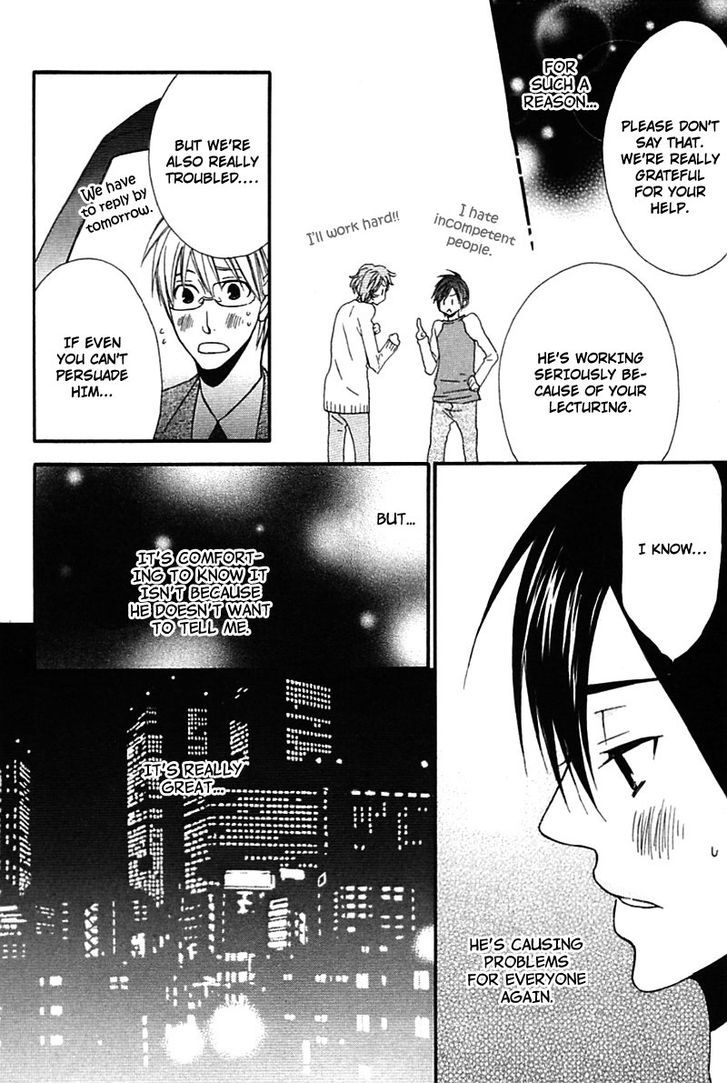 FOR
SUCH A
REASON...
PLEASE DON'T
SAY THAT.
WE'RE REALLY
GRATEFUL
FOR YOUR
HELP.
HE'S WORKING
SERIOUSLY BE-
CAUSE OF YOUR
LECTURING.
I hate
incompetent
people.
I'll work hard!!
BUT WE'RE
ALSO REALLY
TROUBLED....
We have
to reply by
tomorrow.
IF EVEN
YOU CAN'T
PERSUADE
HIM...
I KNOW...
HE'S CAUSING
PROBLEMS
FOR EVERYONE
AGAIN.
BUT...
IT'S COMFORT-
ING TO KNOW IT
ISN'T BECAUSE
HE DOESN'T WANT
TO TELL ME.
IT'S REALLY
GREAT...